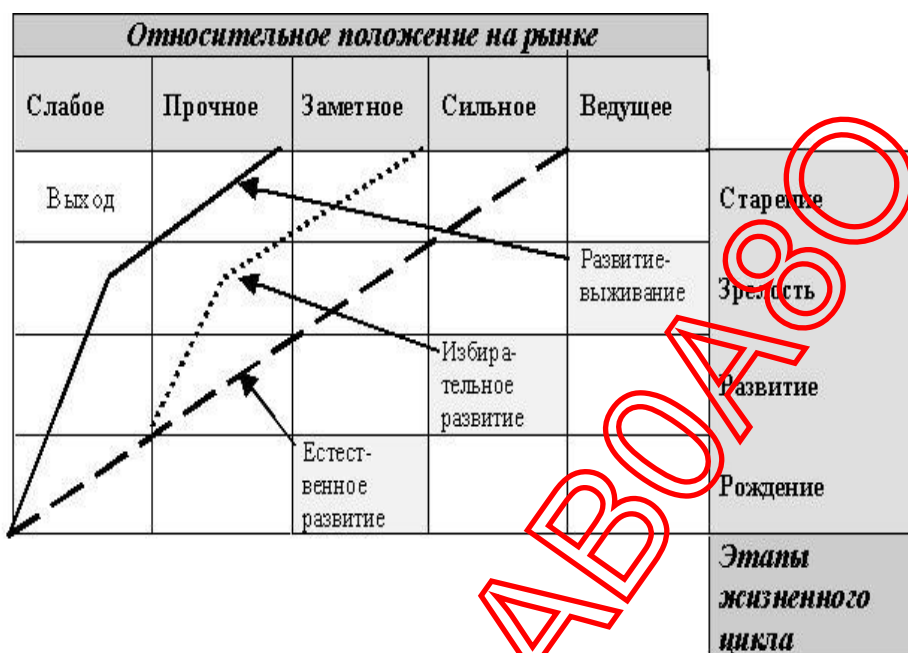 Относительное положение на рынке
Слабое Прочное Заметное Сильное Ведущее
Выход
Старение
Развитие-
выживание
Зрелость
Избира-
тельное
развитие
Развитие
Естест-
венное
развитие
Рождение
Этапы
жизненного
цикла
AB0A8O